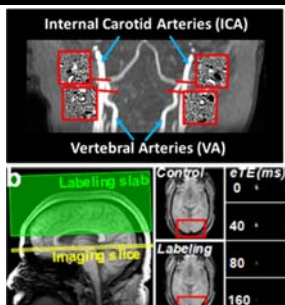 Internal Carotid Arteries (ICA)
Vertebral Arteries (VA)
b
Labeling slab
Imaging slice
Control
Labeling
eTE(ms)
0
40
80
160